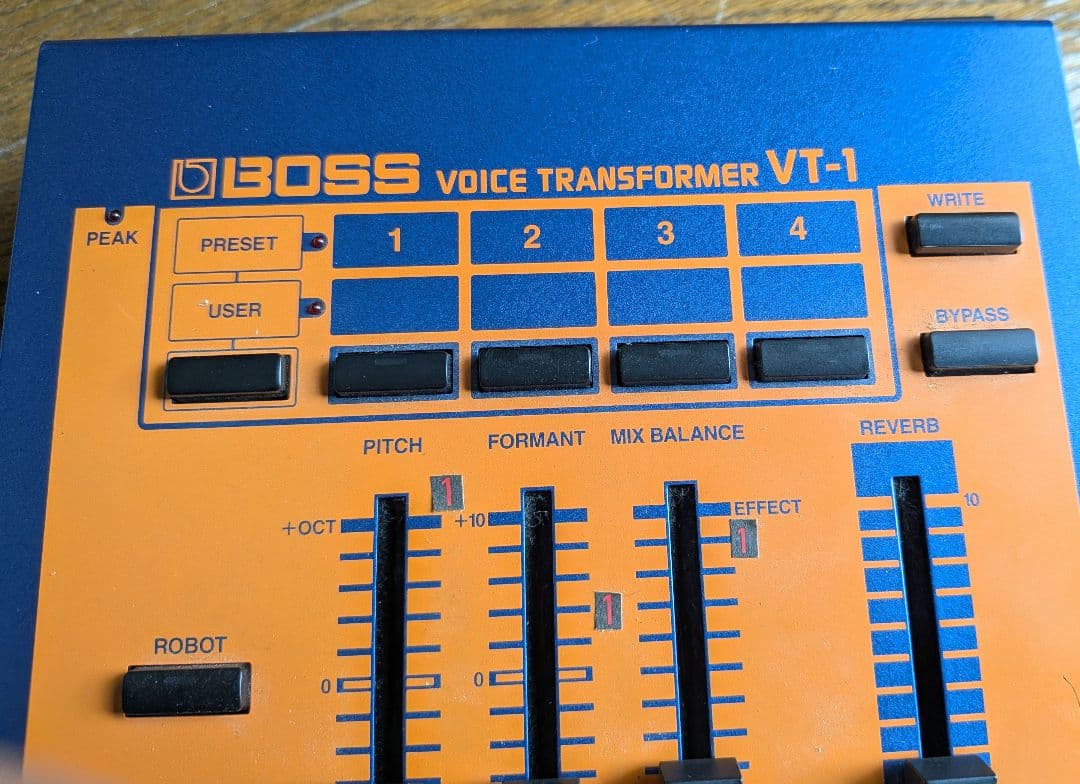 BOSS VOICE TRANSFORMER VT-1
PEAK
PRESET 1 2 3 4
WRITE
USER
BYPASS
PITCH FORMANT MIX BALANCE REVERB
1
+OCT +10 EFFECT 10
1
1
ROBOT
0 0